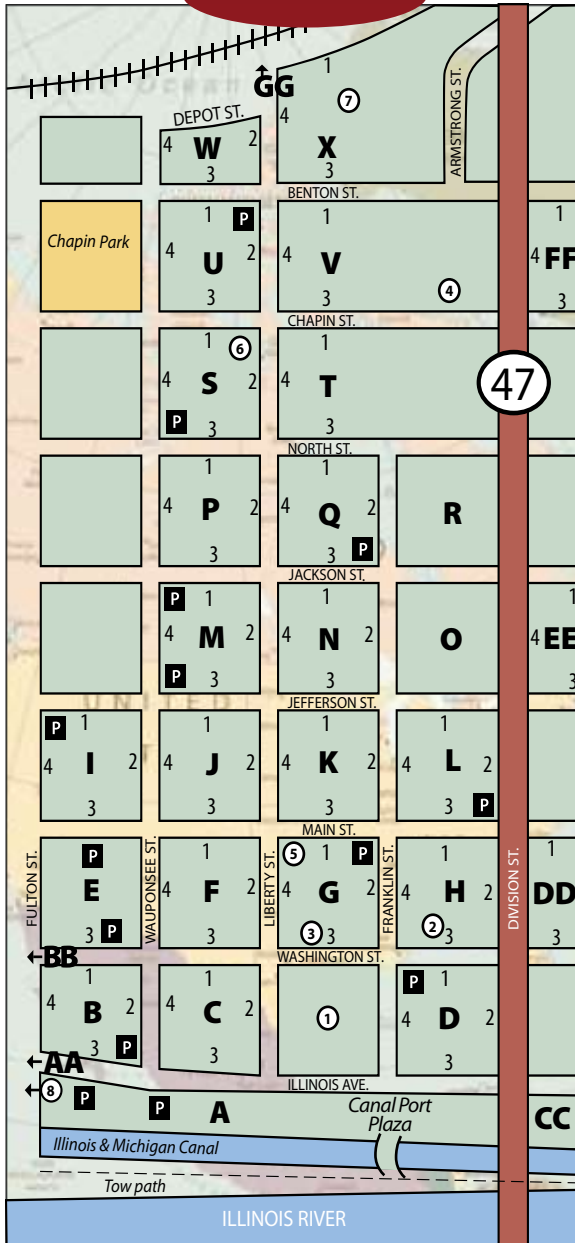 GG
1
7
4
X
3
DEPOT ST.
4 W 2
3
ARMSTRONG ST.
BENTON ST.
Chapin Park
1 P
4 U 2
3
1
4 V
3
4
4 FF
3
CHAPIN ST.
1 6
4 S 2
P 3
1
4 T
3
47
NORTH ST.
1
4 P 2
3
1
4 Q 2
3 P
R
JACKSON ST.
P 1
4 M 2
P 3
1
4 N 2
3
O
1
4 EE
3
JEFFERSON ST.
P 1
4 I 2
3
1
4 J 2
3
1
4 K 2
3
1
4 L 2
3 P
MAIN ST.
FULTON ST.
WAUPONSEE ST.
LIBERTY ST.
FRANKLIN ST.
DIVISION ST.
P
E
3 P
1
4 F 2
3
5 1 P
4 G 2
3 3
1
4 H 2
2 3
1
DD
3
WASHINGTON ST.
BB
1
4 B 2
3 P
1
4 C 2
3
1
P 1
4 D 2
3
AA
ILLINOIS AVE.
8 P P A
Canal Port
Plaza
CC
Illinois & Michigan Canal
Tow path
ILLINOIS RIVER